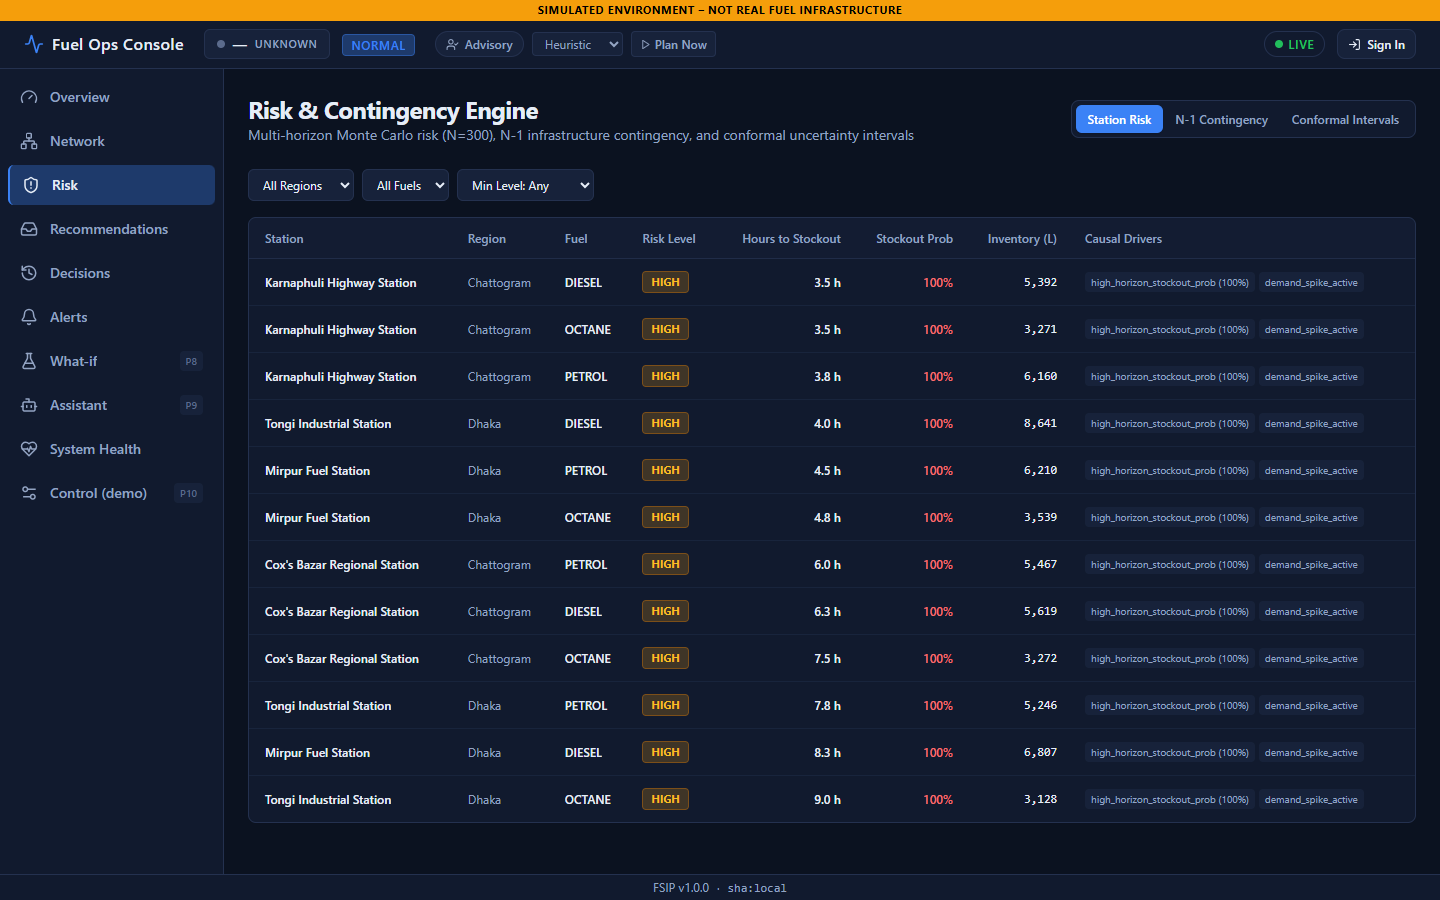 SIMULATED ENVIRONMENT – NOT REAL FUEL INFRASTRUCTURE
Fuel Ops Console — UNKNOWN NORMAL Advisory Heuristic Plan Now LIVE Sign In
Overview
Network
Risk
Recommendations
Decisions
Alerts
What-if P8
Assistant P9
System Health
Control (demo) P10
Risk & Contingency Engine
Multi-horizon Monte Carlo risk (N=300), N-1 infrastructure contingency, and conformal uncertainty intervals
Station Risk N-1 Contingency Conformal Intervals
All Regions All Fuels Min Level: Any
Station Region Fuel Risk Level Hours to Stockout Stockout Prob Inventory (L) Causal Drivers
Karnaphuli Highway Station Chattogram DIESEL HIGH 3.5 h 100% 5,392 high_horizon_stockout_prob (100%) demand_spike_active
Karnaphuli Highway Station Chattogram OCTANE HIGH 3.5 h 100% 3,271 high_horizon_stockout_prob (100%) demand_spike_active
Karnaphuli Highway Station Chattogram PETROL HIGH 3.8 h 100% 6,160 high_horizon_stockout_prob (100%) demand_spike_active
Tongi Industrial Station Dhaka DIESEL HIGH 4.0 h 100% 8,641 high_horizon_stockout_prob (100%) demand_spike_active
Mirpur Fuel Station Dhaka PETROL HIGH 4.5 h 100% 6,210 high_horizon_stockout_prob (100%) demand_spike_active
Mirpur Fuel Station Dhaka OCTANE HIGH 4.8 h 100% 3,539 high_horizon_stockout_prob (100%) demand_spike_active
Cox's Bazar Regional Station Chattogram PETROL HIGH 6.0 h 100% 5,467 high_horizon_stockout_prob (100%) demand_spike_active
Cox's Bazar Regional Station Chattogram DIESEL HIGH 6.3 h 100% 5,619 high_horizon_stockout_prob (100%) demand_spike_active
Cox's Bazar Regional Station Chattogram OCTANE HIGH 7.5 h 100% 3,272 high_horizon_stockout_prob (100%) demand_spike_active
Tongi Industrial Station Dhaka PETROL HIGH 7.8 h 100% 5,246 high_horizon_stockout_prob (100%) demand_spike_active
Mirpur Fuel Station Dhaka DIESEL HIGH 8.3 h 100% 6,807 high_horizon_stockout_prob (100%) demand_spike_active
Tongi Industrial Station Dhaka OCTANE HIGH 9.0 h 100% 3,128 high_horizon_stockout_prob (100%) demand_spike_active
FSIP v1.0.0 · sha:local